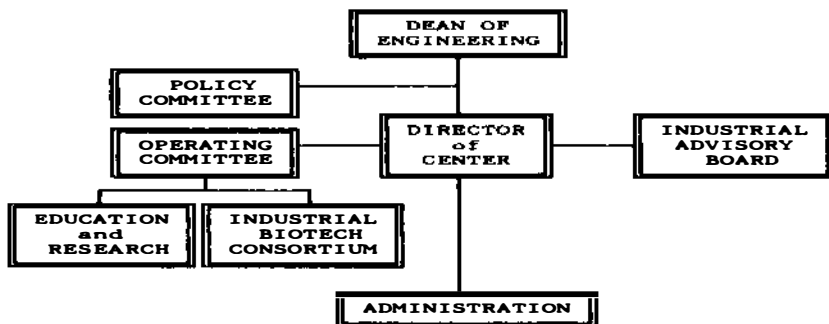 DEAN OF
ENGINEERING
POLICY
COMMITTEE
OPERATING
COMMITTEE
DIRECTOR
of
CENTER
INDUSTRIAL
ADVISORY
BOARD
EDUCATION
and
RESEARCH
INDUSTRIAL
BIOTECH
CONSORTIUM
ADMINISTRATION